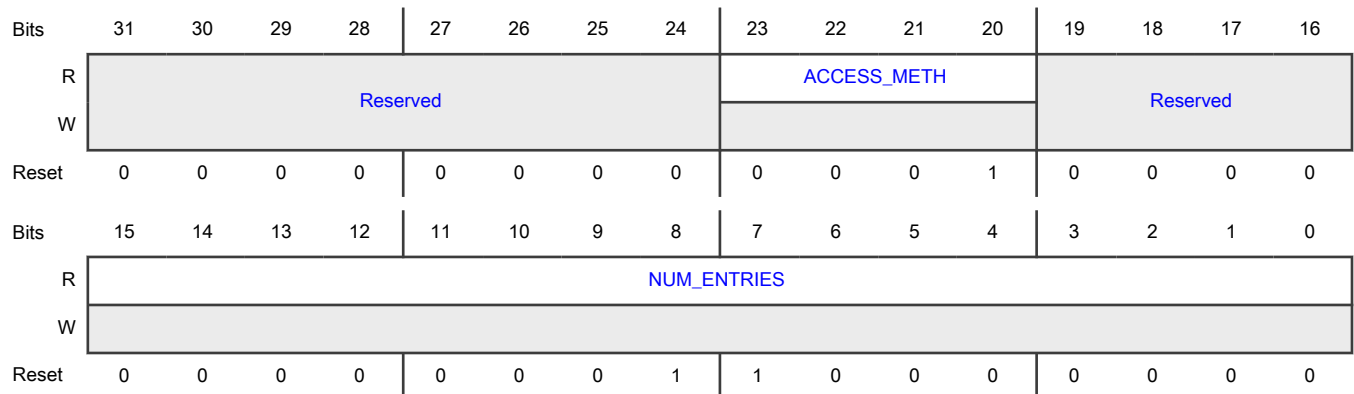 Bits 31 30 29 28 27 26 25 24 23 22 21 20 19 18 17 16
R ACCESS_METH
Reserved Reserved
W
Reset 0 0 0 0 0 0 0 0 0 0 0 1 0 0 0 0
Bits 15 14 13 12 11 10 9 8 7 6 5 4 3 2 1 0
R NUM_ENTRIES
W
Reset 0 0 0 0 0 0 0 1 1 0 0 0 0 0 0 0